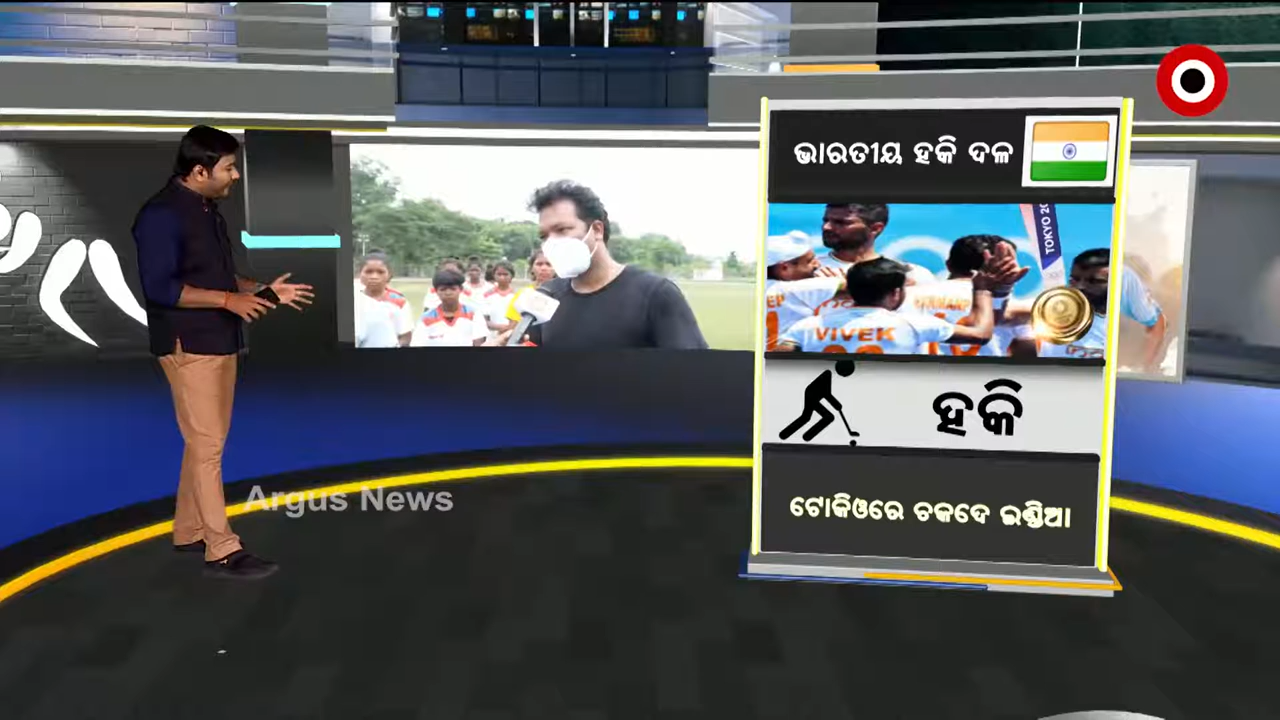 ଭାରତୀୟ ହକି ଦଳ
TOKYO 20
VIVEK
ହକି
ଟୋକିଓରେ ଚକଦେ ଇଣ୍ଡିଆ
Argus News